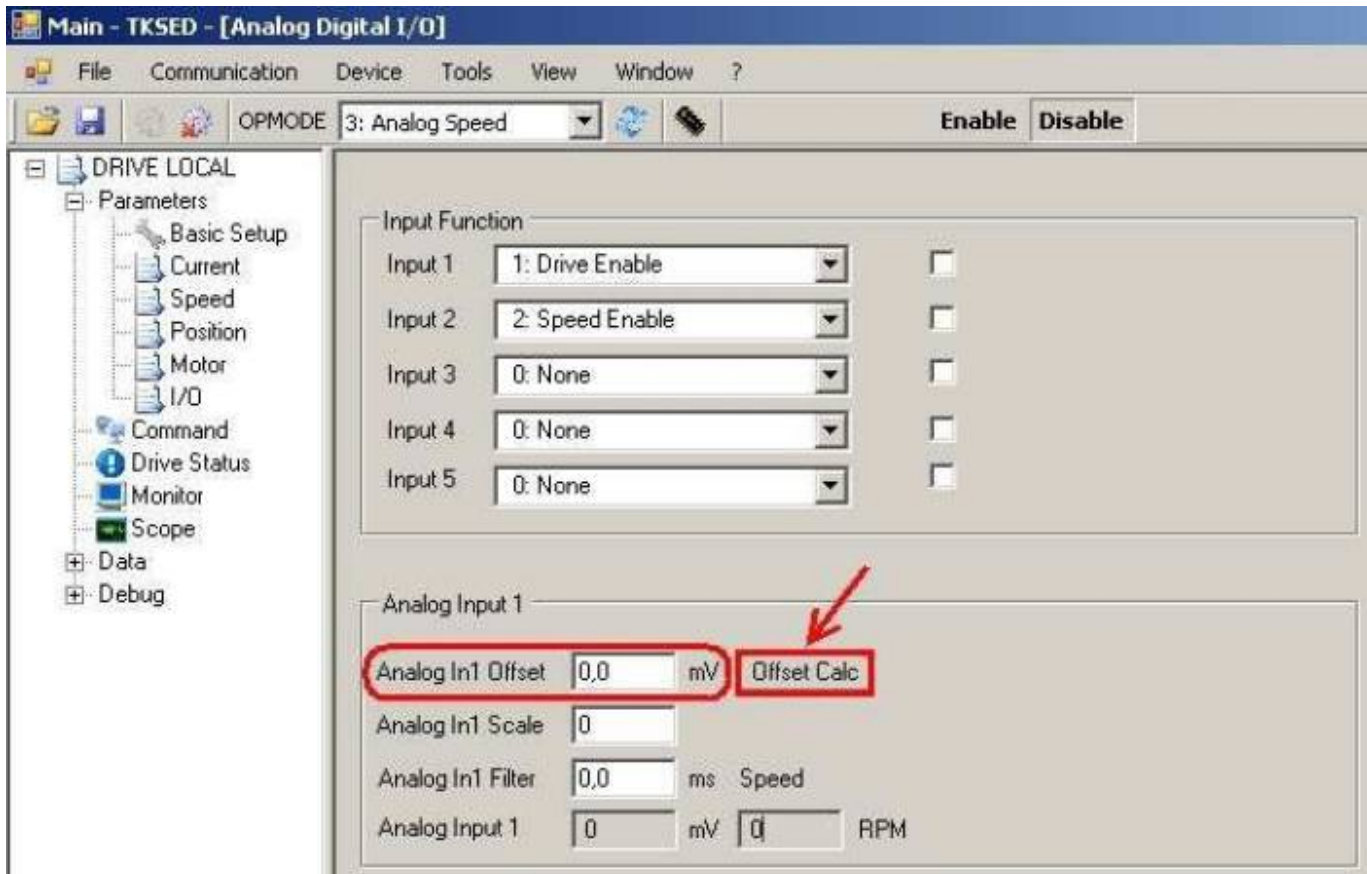 Main - TKSED - [Analog Digital I/O]
File Communication Device Tools View Window ?
OPMODE 3: Analog Speed Enable Disable
DRIVE LOCAL
Parameters
Basic Setup
Current
Speed
Position
Motor
I/O
Command
Drive Status
Monitor
Scope
Data
Debug
Input Function
Input 1 1: Drive Enable
Input 2 2: Speed Enable
Input 3 0: None
Input 4 0: None
Input 5 0: None
Analog Input 1
Analog In1 Offset 0,0 mV Offset Calc
Analog In1 Scale 0
Analog In1 Filter 0,0 ms Speed
Analog Input 1 0 mV 0 RPM